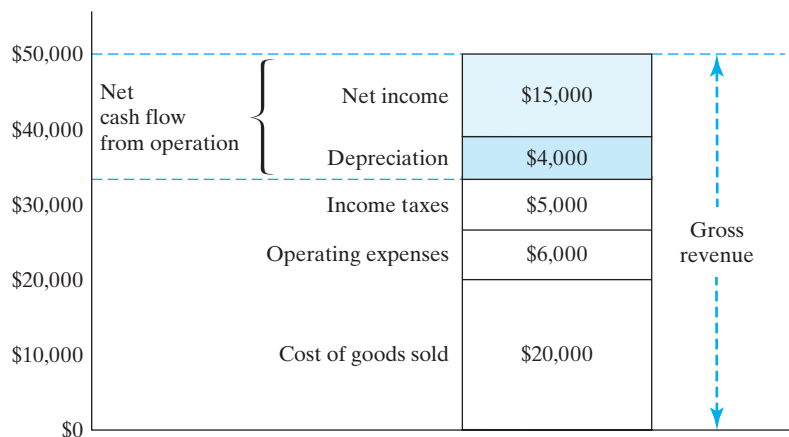 $50,000
Net income
$15,000
Net
cash flow
from operation
$40,000
Depreciation
$4,000
$30,000
Income taxes
$5,000
Gross
revenue
Operating expenses
$6,000
$20,000
$10,000
Cost of goods sold
$20,000
$0